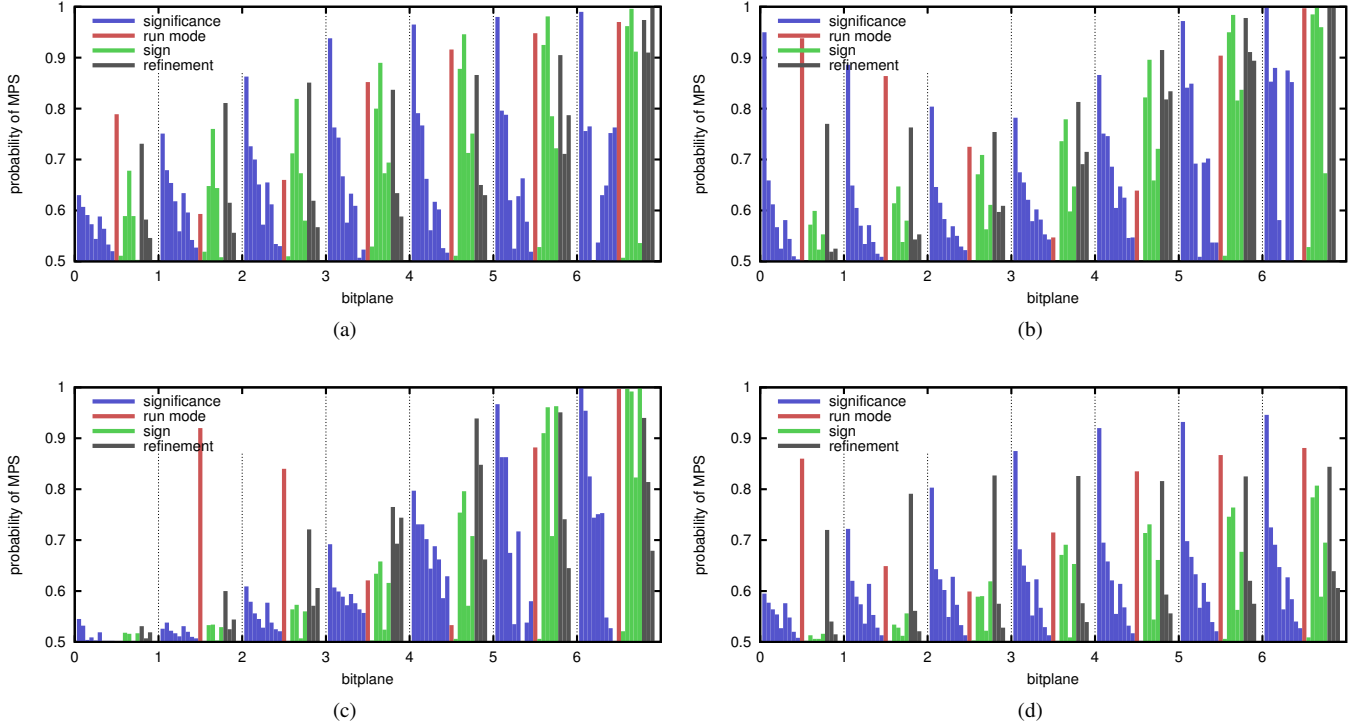 significance
run mode
sign
refinement
probability of MPS
1
0.9
0.8
0.7
0.6
0.5
0 1 2 3 4 5 6
bitplane
(a)
significance
run mode
sign
refinement
probability of MPS
1
0.9
0.8
0.7
0.6
0.5
0 1 2 3 4 5 6
bitplane
(b)
significance
run mode
sign
refinement
probability of MPS
1
0.9
0.8
0.7
0.6
0.5
0 1 2 3 4 5 6
bitplane
(c)
significance
run mode
sign
refinement
probability of MPS
1
0.9
0.8
0.7
0.6
0.5
0 1 2 3 4 5 6
bitplane
(d)